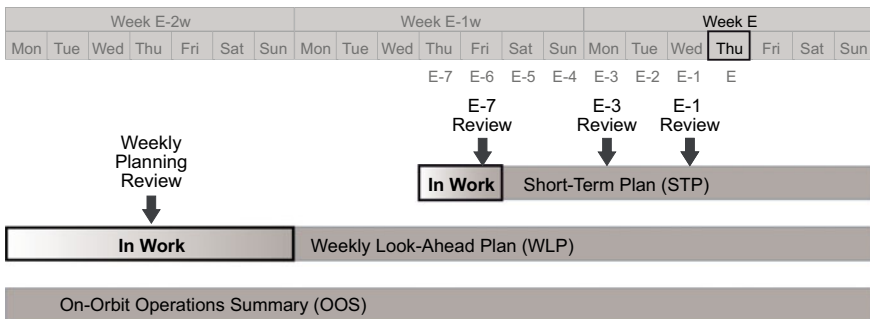 Week E-2w Week E-1w Week E
Mon Tue Wed Thu Fri Sat Sun Mon Tue Wed Thu Fri Sat Sun Mon Tue Wed Thu Fri Sat Sun
E-7 E-6 E-5 E-4 E-3 E-2 E-1 E
E-7
Review
E-3
Review
E-1
Review
Weekly
Planning
Review
In Work Short-Term Plan (STP)
In Work Weekly Look-Ahead Plan (WLP)
On-Orbit Operations Summary (OOS)